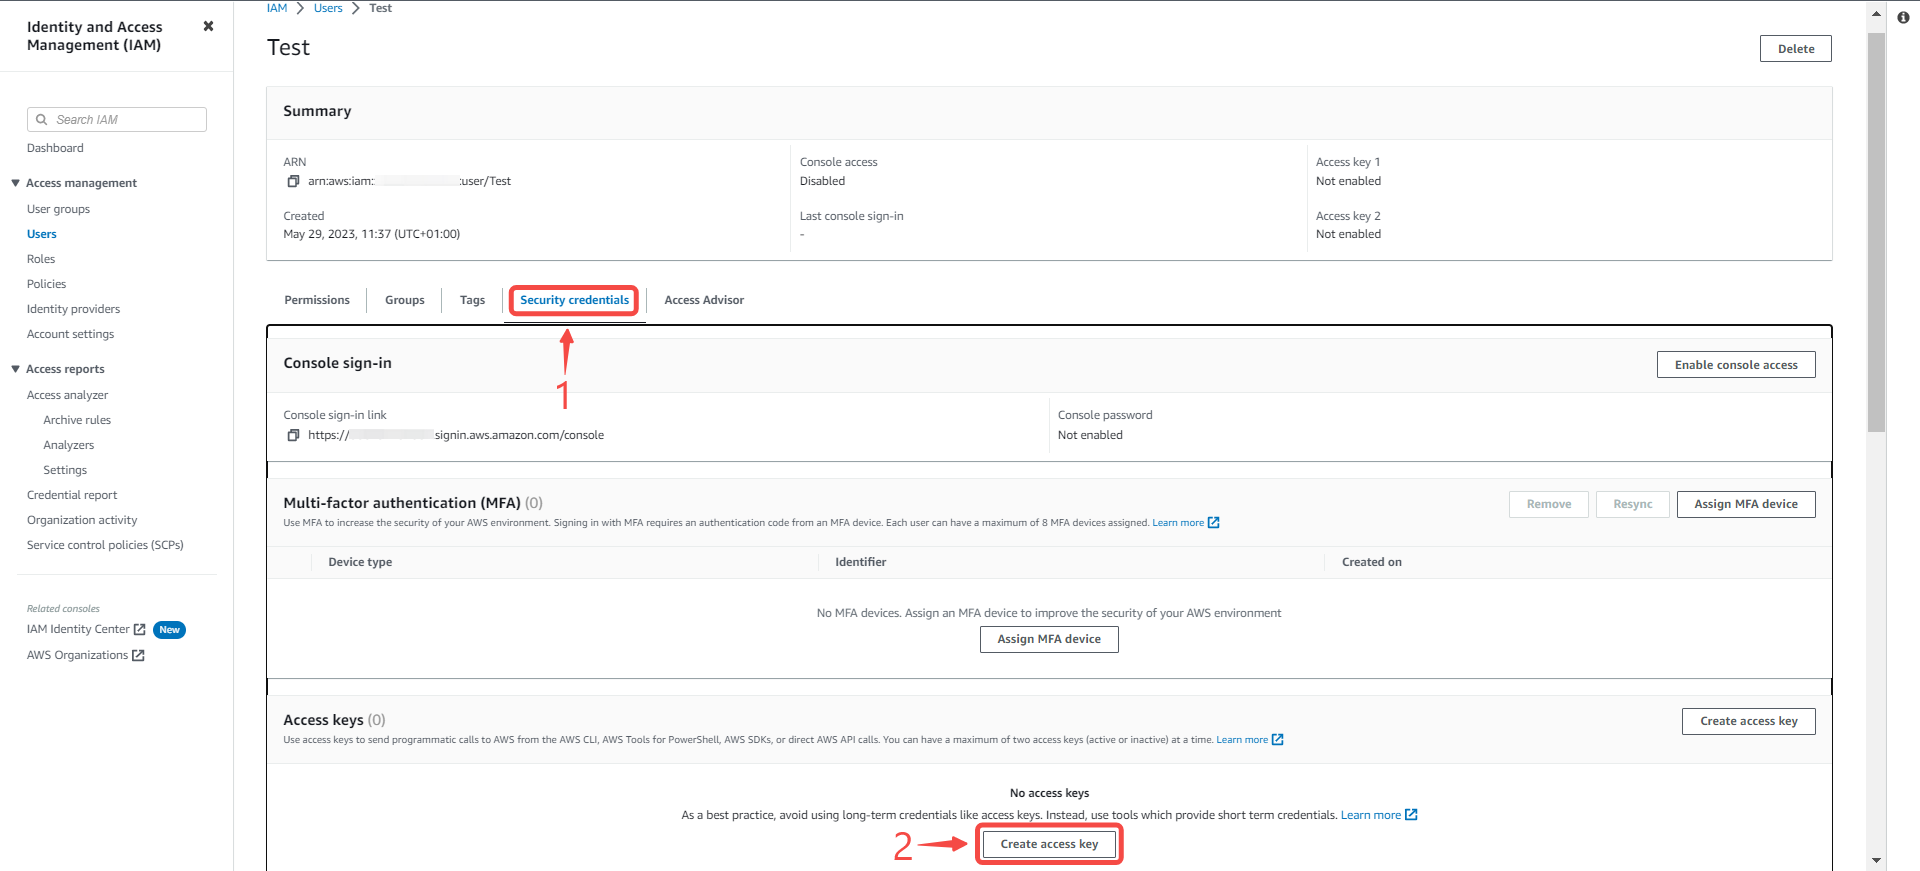 Identity and Access
Management (IAM)
Search IAM
Dashboard
Access management
User groups
Users
Roles
Policies
Identity providers
Account settings
Access reports
Access analyzer
Archive rules
Analyzers
Settings
Credential report
Organization activity
Service control policies (SCPs)
Related consoles
IAM Identity Center New
AWS Organizations
IAM > Users > Test
Test
Delete
Summary
ARN
arn:aws:iam: :user/Test
Created
May 29, 2023, 11:37 (UTC+01:00)
Console access
Disabled
Last console sign-in
-
Access key 1
Not enabled
Access key 2
Not enabled
Permissions Groups Tags Security credentials Access Advisor
1
Console sign-in
Enable console access
Console sign-in link
https:// signin.aws.amazon.com/console
Console password
Not enabled
Multi-factor authentication (MFA) (0)
Use MFA to increase the security of your AWS environment. Signing in with MFA requires an authentication code from an MFA device. Each user can have a maximum of 8 MFA devices assigned. Learn more
Remove Resync Assign MFA device
Device type Identifier Created on
No MFA devices. Assign an MFA device to improve the security of your AWS environment
Assign MFA device
Access keys (0)
Use access keys to send programmatic calls to AWS from the AWS CLI, AWS Tools for PowerShell, AWS SDKs, or direct AWS API calls. You can have a maximum of two access keys (active or inactive) at a time. Learn more
Create access key
No access keys
As a best practice, avoid using long-term credentials like access keys. Instead, use tools which provide short term credentials. Learn more
2
Create access key